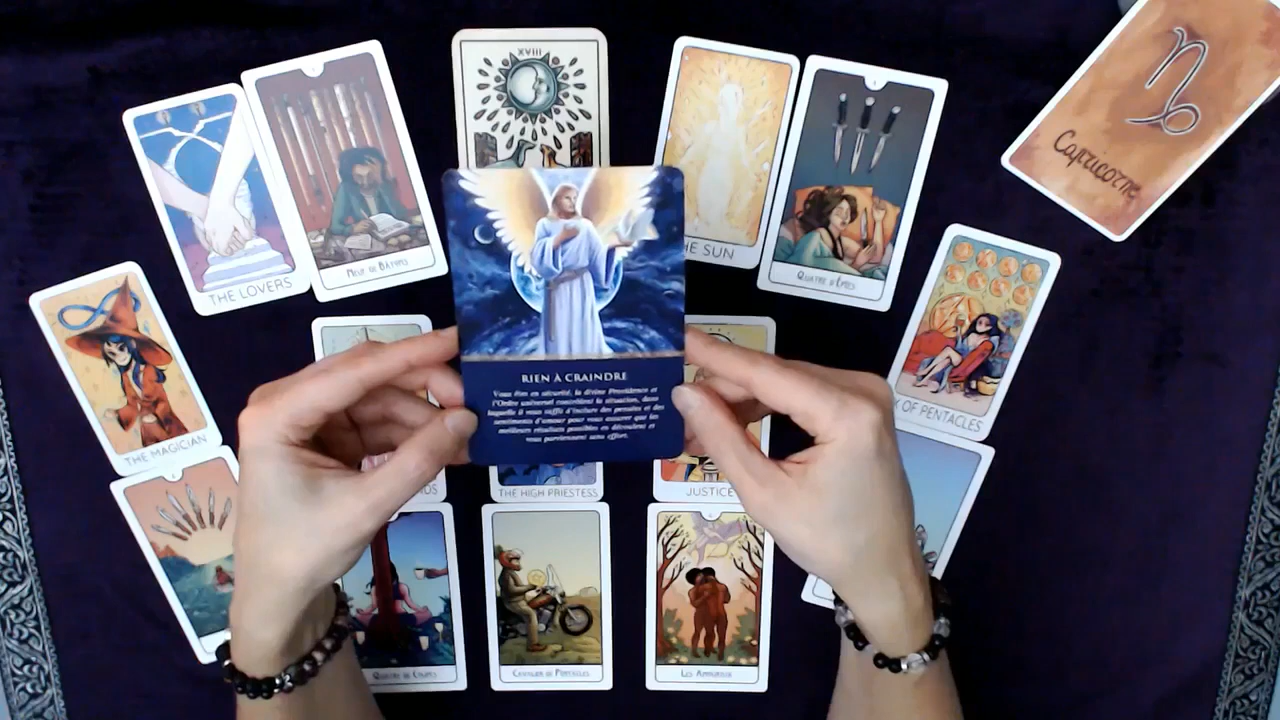 XVIII
Capricorne
THE LOVERS
Neuf de Bâtons
THE SUN
Quatre d'Épées
THE MAGICIAN
OF PENTACLES
RIEN À CRAINDRE
Vous êtes en sécurité, la divine Providence et
l'Ordre universel contrôlent la situation, dans
laquelle il vous suffit d'inclure des pensées et des
sentiments d'amour pour vous assurer que les
meilleurs résultats possibles en découlent et
vous parviennent sans effort.
THE HIGH PRIESTESS
JUSTICE
Quatre de Coupes
Cavalier de Pentacles
Les Amoureux